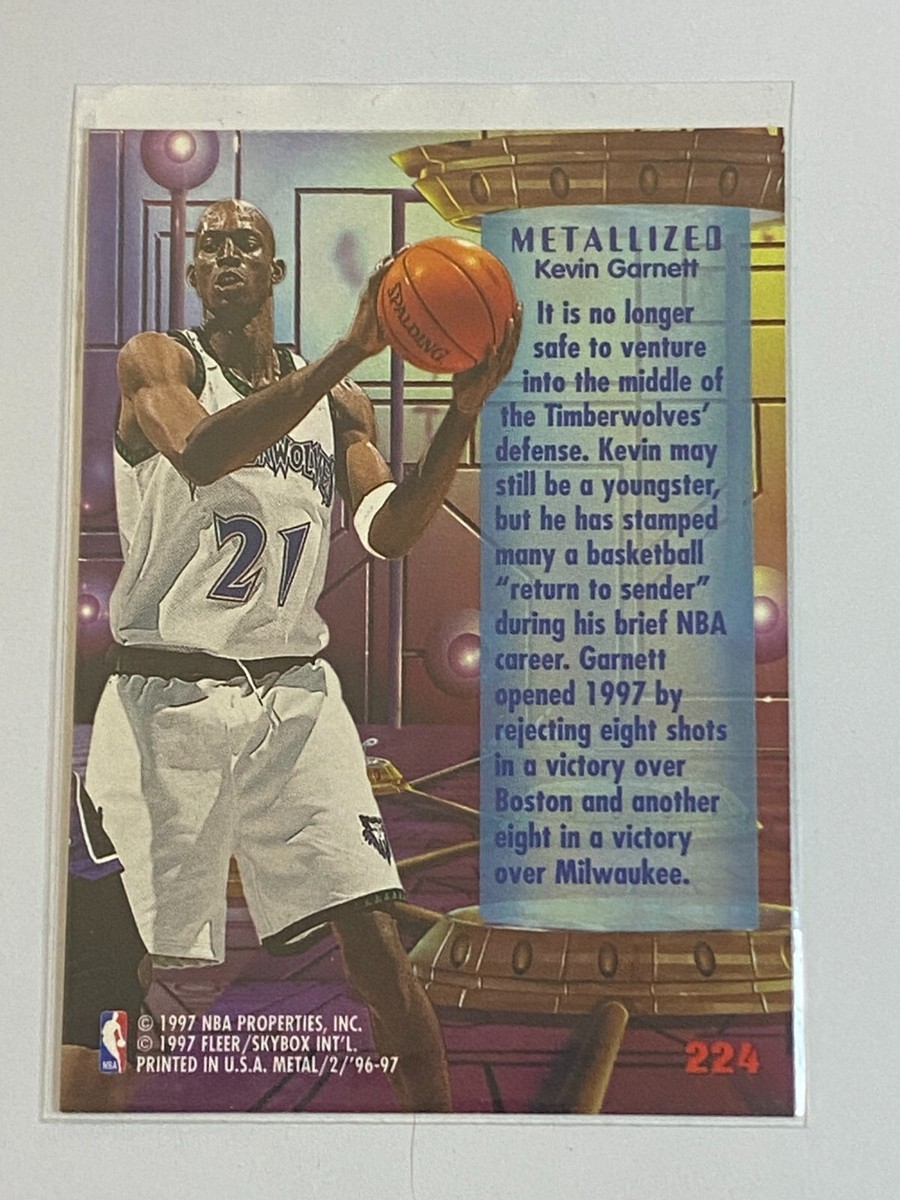 METALLIZED
Kevin Garnett
It is no longer
safe to venture
into the middle of
the Timberwolves'
defense. Kevin may
still be a youngster,
but he has stamped
many a basketball
"return to sender"
during his brief NBA
career. Garnett
opened 1997 by
rejecting eight shots
in a victory over
Boston and another
eight in a victory
over Milwaukee.
SPALDING
21
NBA
© 1997 NBA PROPERTIES, INC.
© 1997 FLEER/SKYBOX INT'L.
PRINTED IN U.S.A. METAL/2/'96-97
224